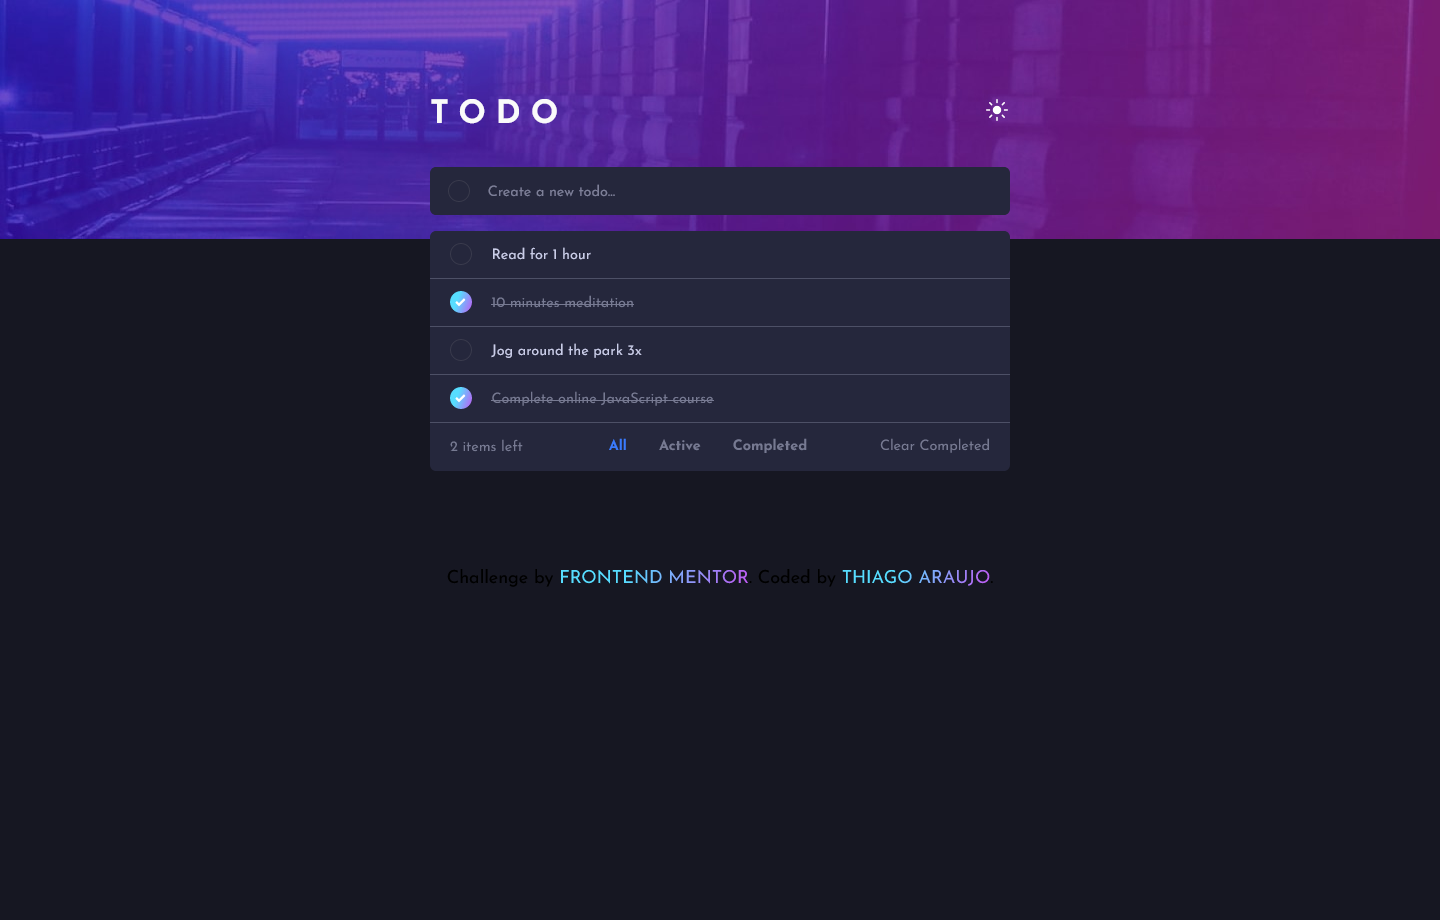 TODO
Create a new todo...
Read for 1 hour
10 minutes meditation
Jog around the park 3x
Complete online JavaScript course
2 items left All Active Completed Clear Completed
Challenge by FRONTEND MENTOR Coded by THIAGO ARAUJO